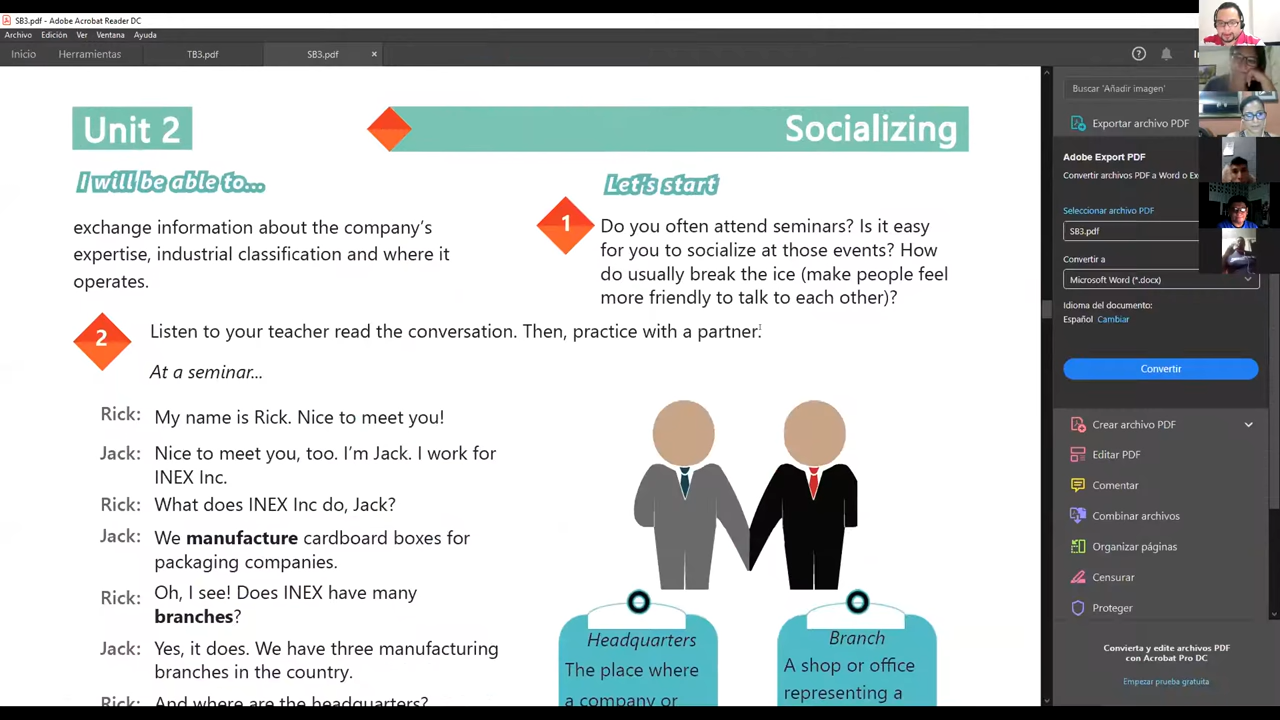 SB3.pdf - Adobe Acrobat Reader DC
Archivo Edición Ver Ventana Ayuda
Inicio Herramientas TB3.pdf SB3.pdf ×
Unit 2
Socializing
I will be able to...
exchange information about the company's
expertise, industrial classification and where it
operates.
Let's start
1
Do you often attend seminars? Is it easy
for you to socialize at those events? How
do usually break the ice (make people feel
more friendly to talk to each other)?
2
Listen to your teacher read the conversation. Then, practice with a partner.
At a seminar...
Rick: My name is Rick. Nice to meet you!
Jack: Nice to meet you, too. I'm Jack. I work for
INEX Inc.
Rick: What does INEX Inc do, Jack?
Jack: We manufacture cardboard boxes for
packaging companies.
Rick: Oh, I see! Does INEX have many
branches?
Jack: Yes, it does. We have three manufacturing
branches in the country.
Rick: And where are the headquarters?
Headquarters
The place where
a company or
Branch
A shop or office
representing a
Buscar 'Añadir imagen'
Exportar archivo PDF
Adobe Export PDF
Convertir archivos PDF a Word o Ex
Seleccionar archivo PDF
SB3.pdf
Convertir a
Microsoft Word (*.docx)
Idioma del documento:
Español Cambiar
Convertir
Crear archivo PDF
Editar PDF
Comentar
Combinar archivos
Organizar páginas
Censurar
Proteger
Convierta y edite archivos PDF
con Acrobat Pro DC
Empezar prueba gratuita